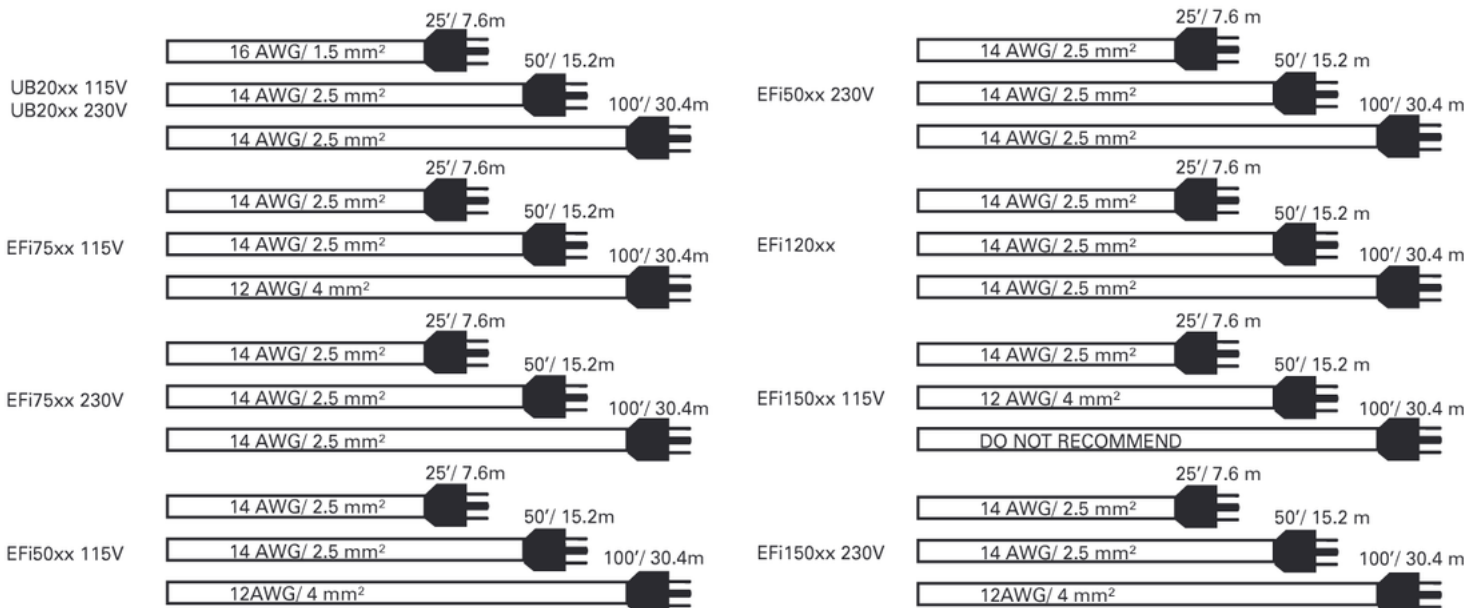 UB20xx 115V
UB20xx 230V
25'/ 7.6m
16 AWG/ 1.5 mm²
50'/ 15.2m
14 AWG/ 2.5 mm²
100'/ 30.4m
14 AWG/ 2.5 mm²
EFi75xx 115V
25'/ 7.6m
14 AWG/ 2.5 mm²
50'/ 15.2m
14 AWG/ 2.5 mm²
100'/ 30.4m
12 AWG/ 4 mm²
EFi75xx 230V
25'/ 7.6m
14 AWG/ 2.5 mm²
50'/ 15.2m
14 AWG/ 2.5 mm²
100'/ 30.4m
14 AWG/ 2.5 mm²
EFi50xx 115V
25'/ 7.6m
14 AWG/ 2.5 mm²
50'/ 15.2m
14 AWG/ 2.5 mm²
100'/ 30.4m
12AWG/ 4 mm²
EFi50xx 230V
25'/ 7.6 m
14 AWG/ 2.5 mm²
50'/ 15.2 m
14 AWG/ 2.5 mm²
100'/ 30.4 m
14 AWG/ 2.5 mm²
EFi120xx
25'/ 7.6 m
14 AWG/ 2.5 mm²
50'/ 15.2 m
14 AWG/ 2.5 mm²
100'/ 30.4 m
14 AWG/ 2.5 mm²
EFi150xx 115V
25'/ 7.6 m
14 AWG/ 2.5 mm²
50'/ 15.2 m
12 AWG/ 4 mm²
100'/ 30.4 m
DO NOT RECOMMEND
EFi150xx 230V
25'/ 7.6 m
14 AWG/ 2.5 mm²
50'/ 15.2 m
14 AWG/ 2.5 mm²
100'/ 30.4 m
12AWG/ 4 mm²